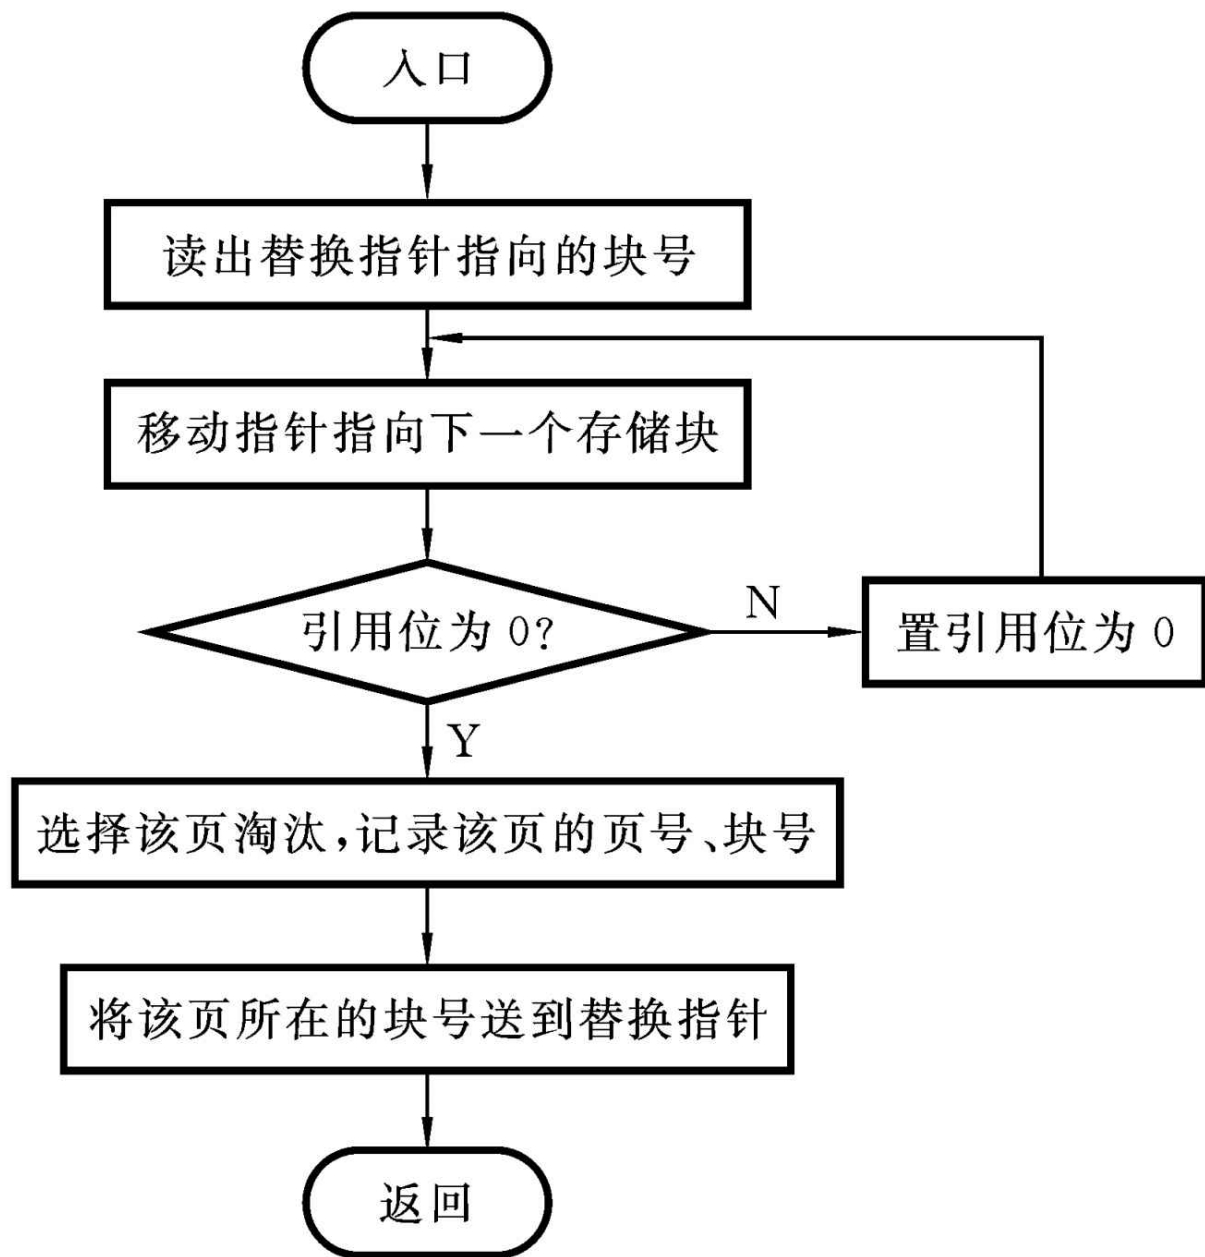 入口
读出替换指针指向的块号
移动指针指向下一个存储块
引用位为 0?
N
置引用位为 0
Y
选择该页淘汰,记录该页的页号、块号
将该页所在的块号送到替换指针
返回